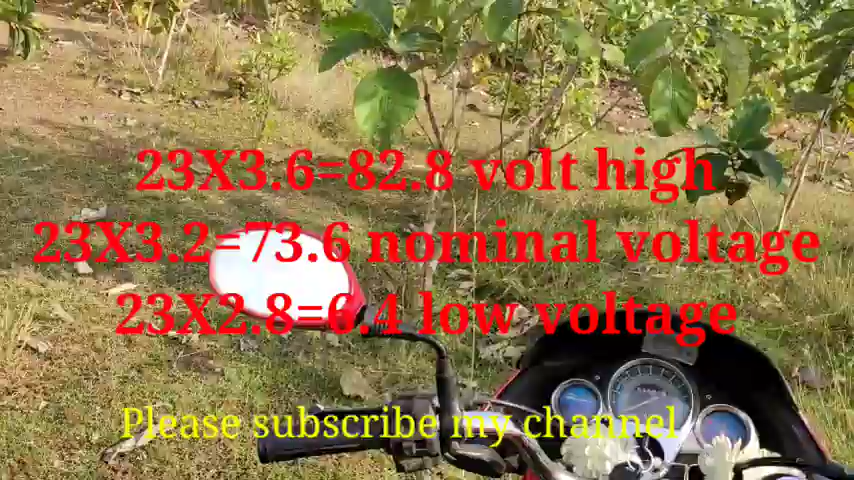 23X3.6=82.8 volt high
23X3.2=73.6 nominal voltage
23X2.8=6.4 low voltage
Please subscribe my channel